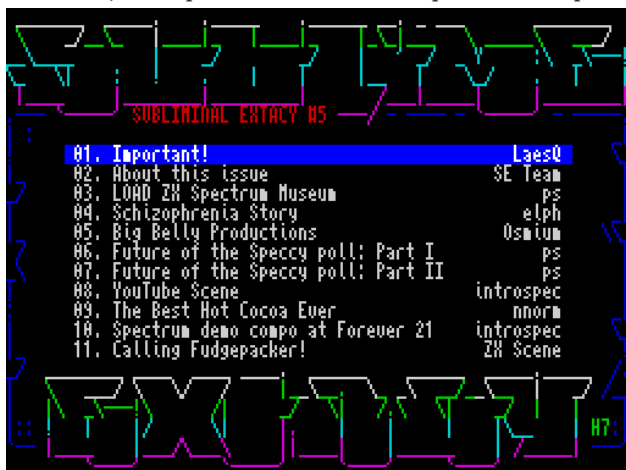 SUBLIMINAL EXTACY #5
01. Important! LaesQ
02. About this issue SE Team
03. LOAD ZX Spectrum Museum ps
04. Schizophrenia Story elph
05. Big Belly Productions Osmium
06. Future of the Speccy poll: Part I ps
07. Future of the Speccy poll: Part II ps
08. YouTube Scene introspec
09. The Best Hot Cocoa Ever nnorm
10. Spectrum demo compo at Forever 21 introspec
11. Calling Fudgepacker! ZX Scene
H7